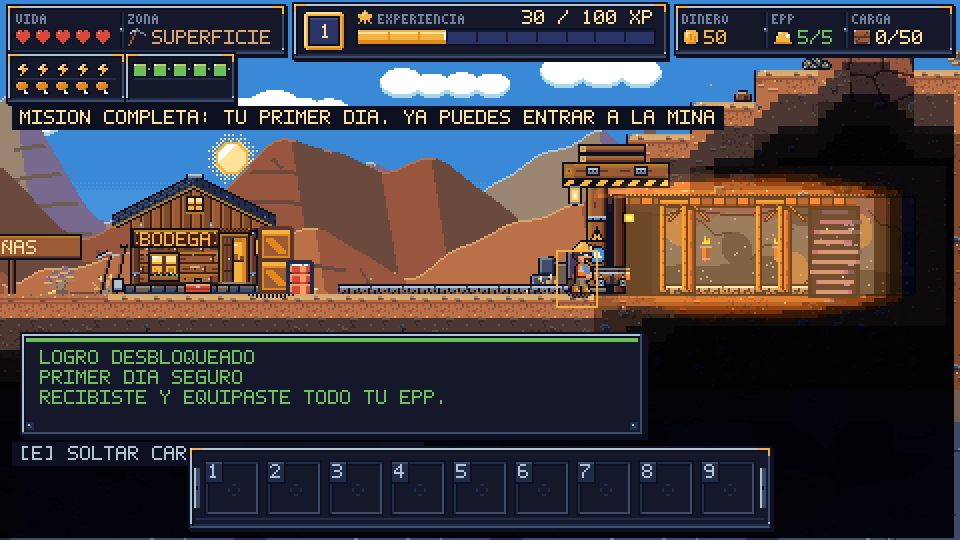 VIDA
ZONA
SUPERFICIE
1
EXPERIENCIA
30 / 100 XP
DINERO
50
EPP
5/5
CARGA
0/50
MISION COMPLETA: TU PRIMER DIA. YA PUEDES ENTRAR A LA MINA
ÑAS
BODEGA
LOGRO DESBLOQUEADO
PRIMER DIA SEGURO
RECIBISTE Y EQUIPASTE TODO TU EPP.
[E] SOLTAR CAR
1 2 3 4 5 6 7 8 9